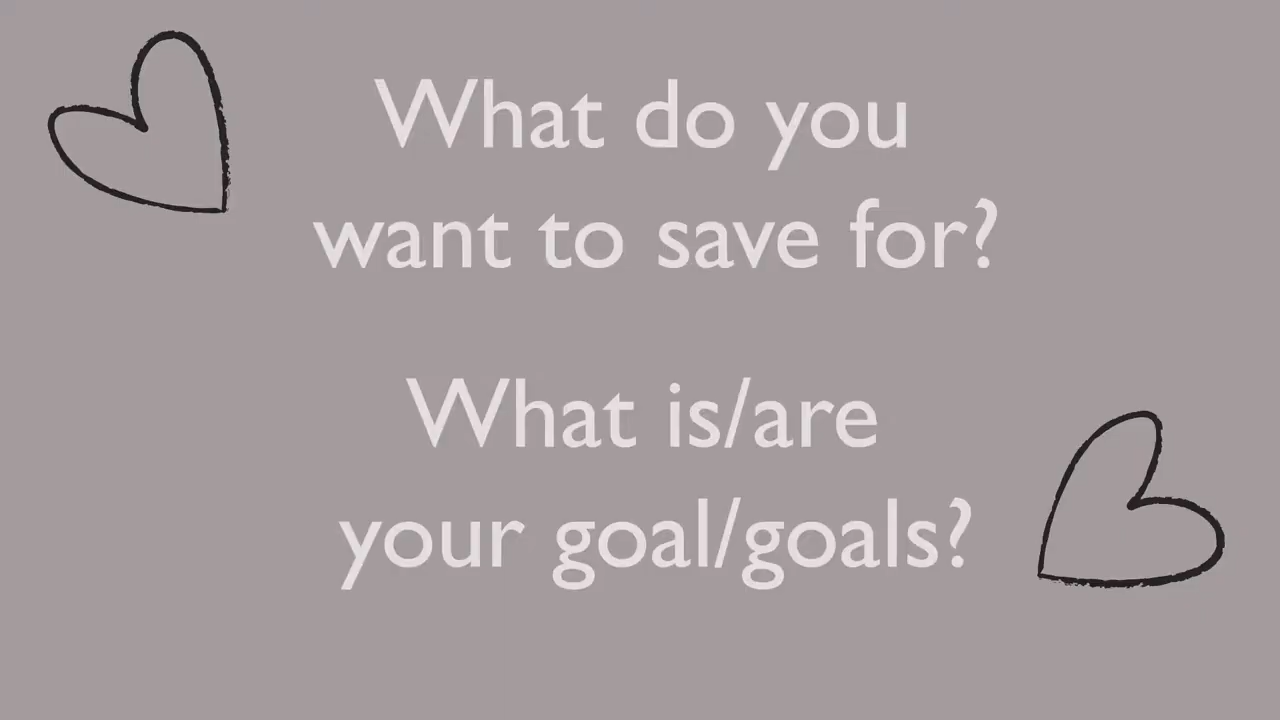 What do you
want to save for?
What is/are
your goal/goals?